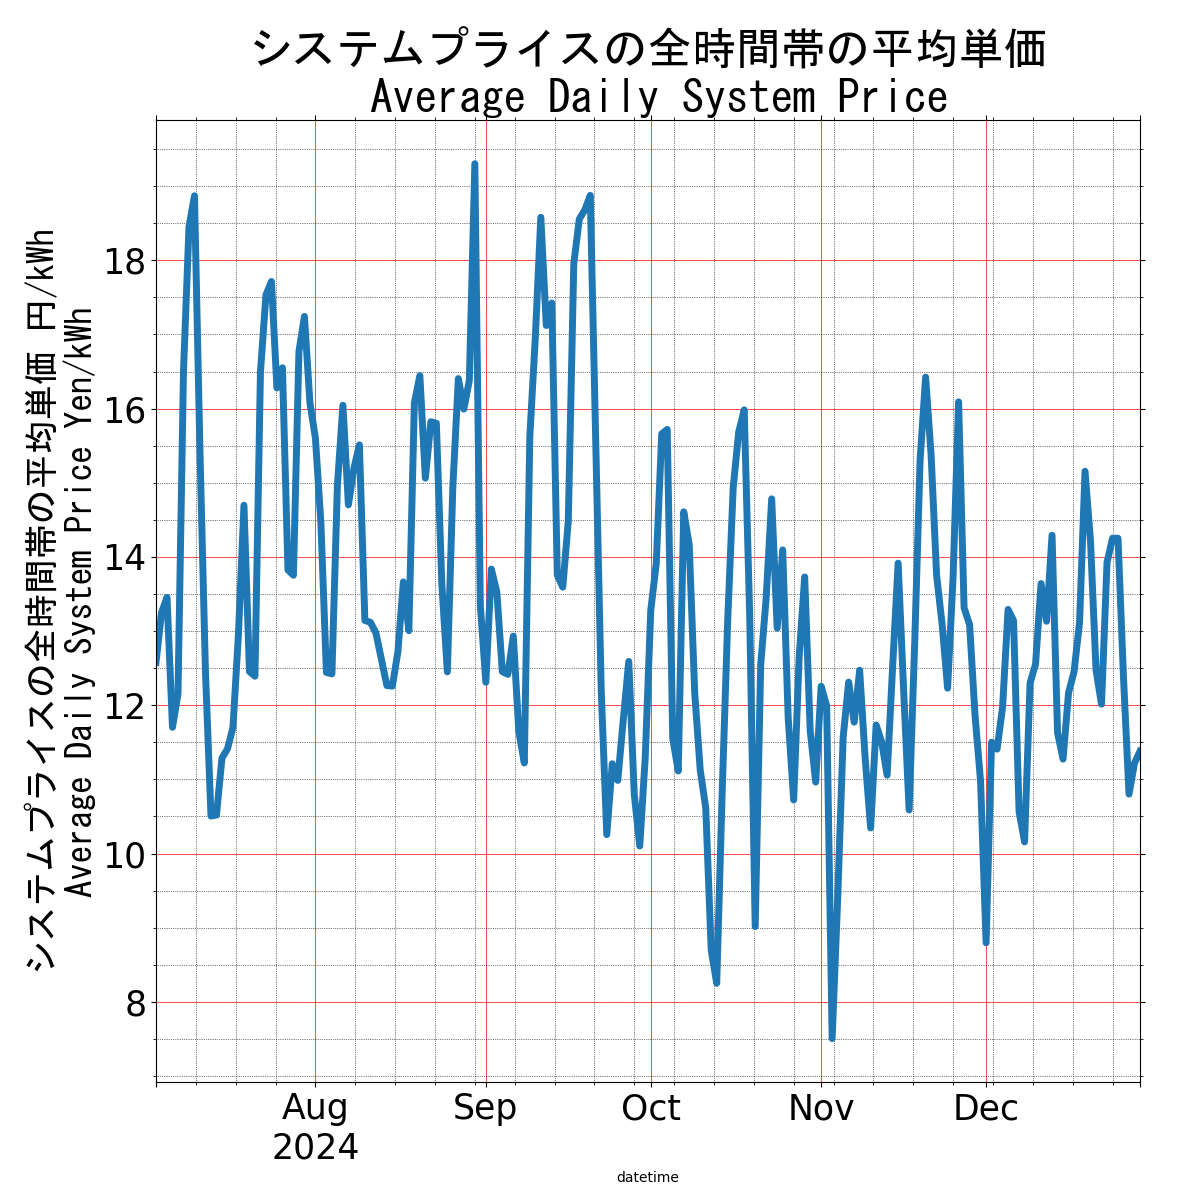 システムプライスの全時間帯の平均単価
Average Daily System Price
システムプライスの全時間帯の平均単価 円/kWh
Average Daily System Price Yen/kWh
18
16
14
12
10
8
Aug
2024
Sep
Oct
Nov
Dec
datetime